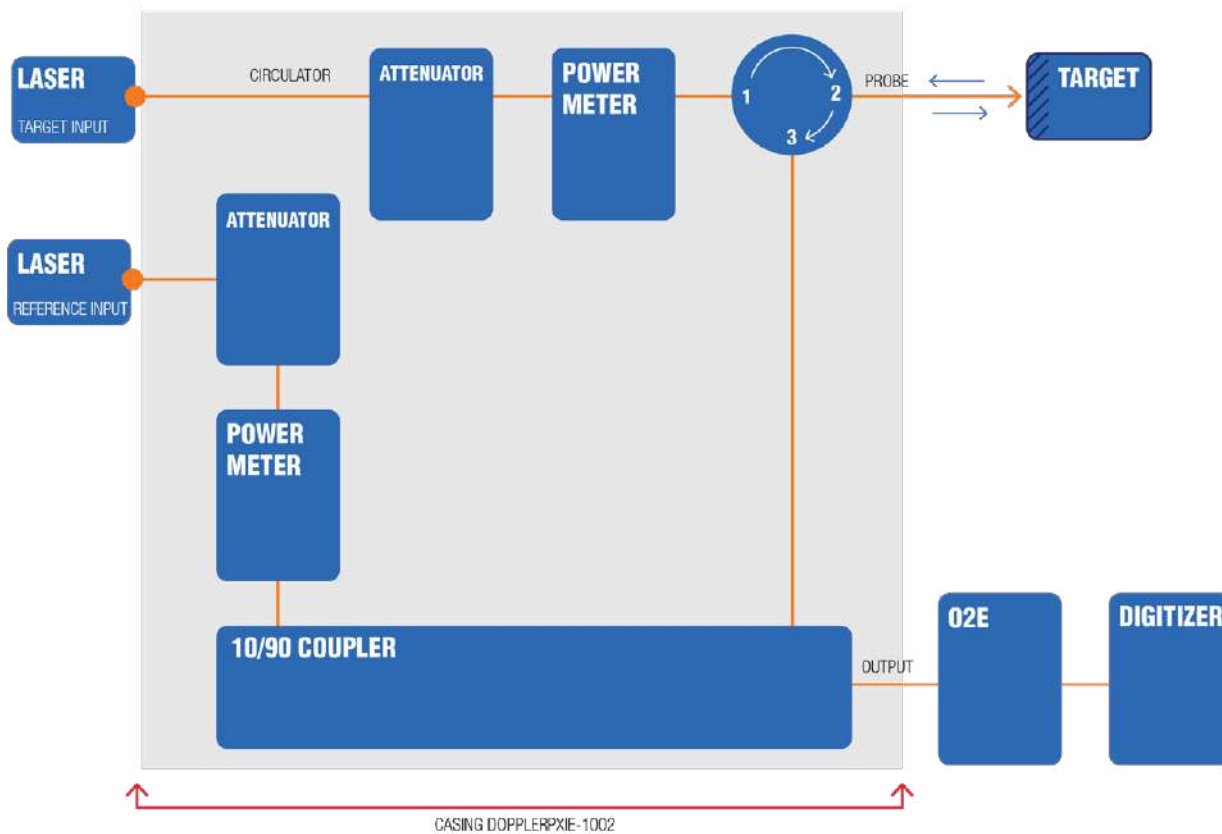 LASER
TARGET INPUT
CIRCULATOR
ATTENUATOR
POWER
METER
1
2
3
PROBE
TARGET
LASER
REFERENCE INPUT
ATTENUATOR
POWER
METER
10/90 COUPLER
OUTPUT
O2E
DIGITIZER
CASING DOPPLERPXIE-1002